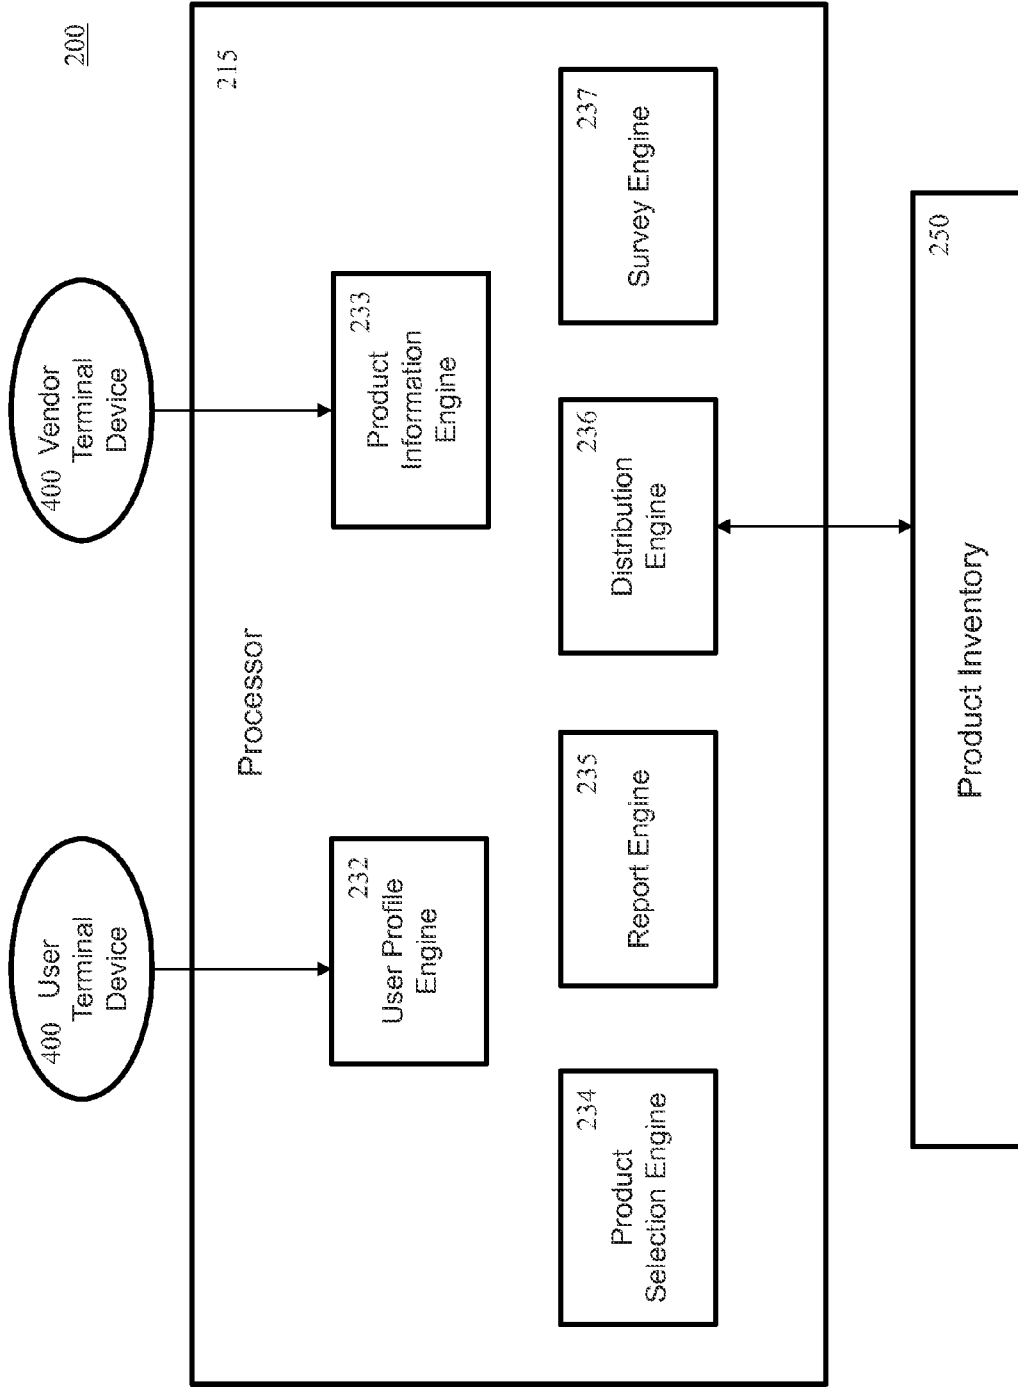 200
400 User
Terminal
Device
400 Vendor
Terminal
Device
215
Processor
232
User Profile
Engine
233
Product
Information
Engine
234
Product
Selection Engine
235
Report Engine
236
Distribution
Engine
237
Survey Engine
250
Product Inventory